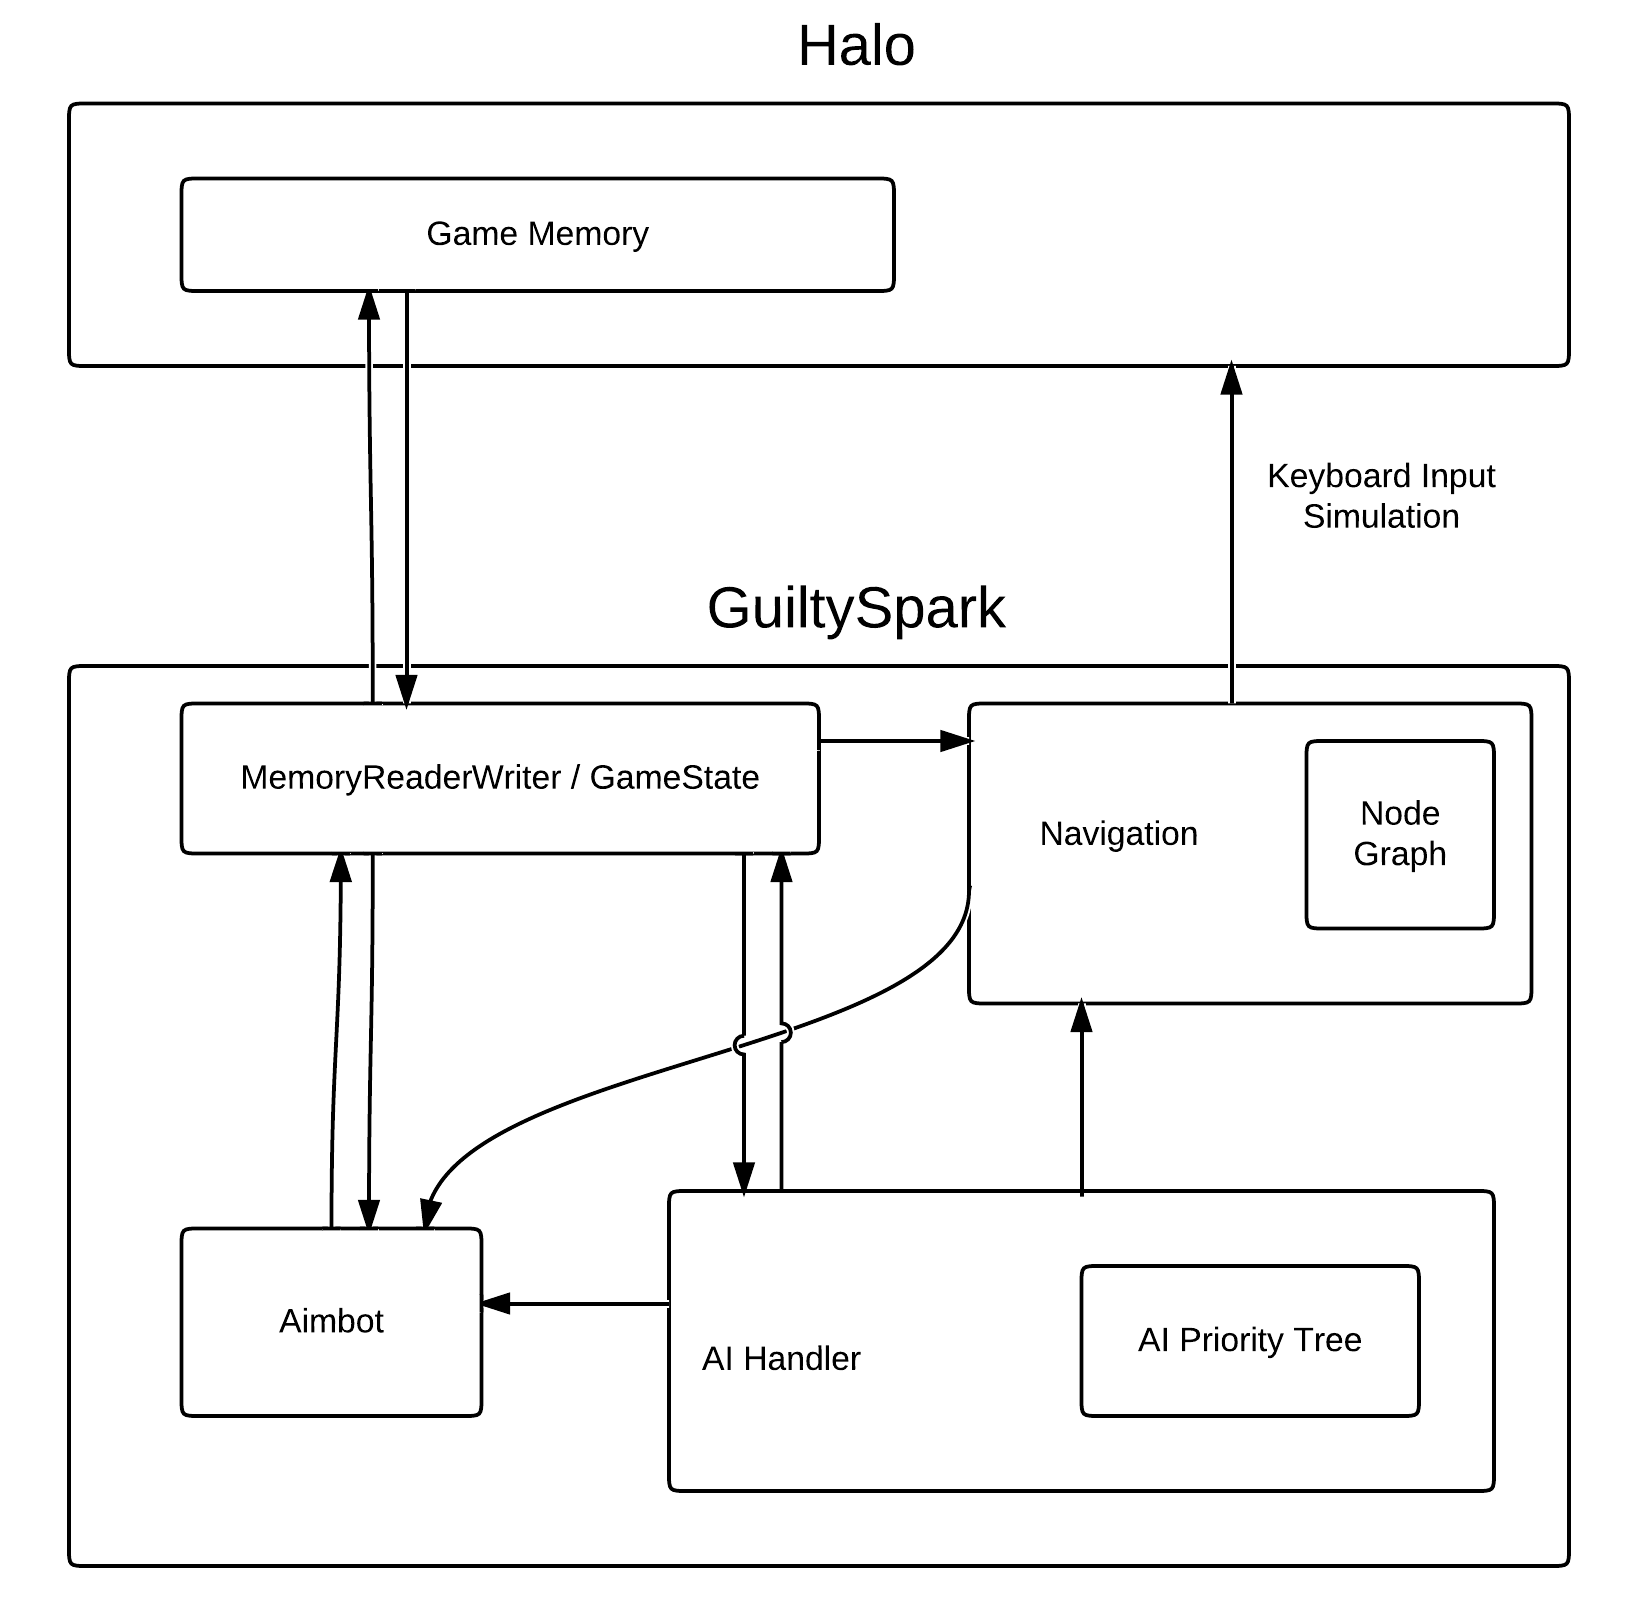 Halo
Game Memory
Keyboard Input
Simulation
GuiltySpark
MemoryReaderWriter / GameState
Navigation
Node
Graph
Aimbot
AI Handler
AI Priority Tree